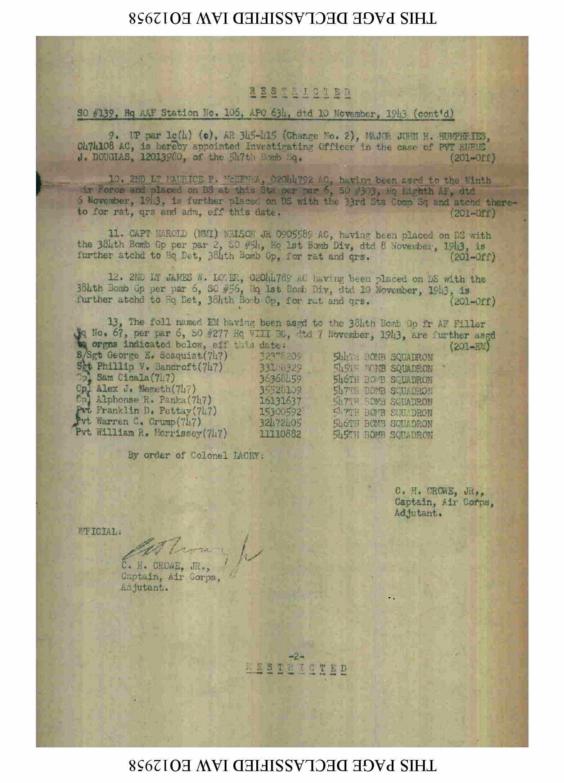 THIS PAGE DECLASSIFIED IAW EO12958
RESTRICTED
SO #139, Hq AAF Station No. 106, APO 634, dtd 10 November, 1943 (cont'd)
9. UP par 1c(4) (c), AR 345-415 (Change No. 2), MAJOR JOHN H. HUMPHRIES,
0474108 AC, is hereby appointed Investigating Officer in the case of PVT
J. DOUGLAS, 12013960, of the 547th Bomb Sq. (201-Off)
10. 2ND LT MAURICE P. 02044792 AC, having been asrd to the Ninth
Air Force and placed on DS at this Sta per par 6, SO #303, Hq Eighth AF, dtd
6 November, 1943, is further placed on DS with the 33rd Sta Comp Sq and atchd there-
to for rat, qrs and adm, eff this date. (201-Off)
11. CAPT HAROLD (NMI) NELSON JR 0905589 AC, having been placed on DS with
the 384th Bomb Gp per par 2, SO #54, Hq 1st Bomb Div, dtd 8 November, 1943, is
further atchd to Hq Det, 384th Bomb Gp, for rat and qrs. (201-Off)
12. 2ND LT JAMES W. 02044789 AC having been placed on DS with the
384th Bomb Gp per par 6, SO #56, Hq 1st Bomb Div, dtd 10 November, 1943, is
further atchd to Hq Det, 384th Bomb Gp, for rat and qrs. (201-Off)
13, The foll named EM having been asgd to the 384th Bomb Gp fr AF Filler
Sq No. 67, per par 6, SO #277 Hq VIII BC, dtd 7 November, 1943, are further asgd
to orgns indicated below, eff this date: (201-EM)
S/Sgt George E. Scaquist(747) 544TH BOMB SQUADRON
Sgt Phillip V. Bandroft(747) 545TH BOMB SQUADRON
Cpl Sam Cicala(747) 36368459 546TH BOMB SQUADRON
Cpl Alex J. Nemeth(747) 35528109 547TH BOMB SQUADRON
Cpl Alphonse R. Panka(747) 16131637 547TH BOMB SQUADRON
Pvt Franklin D. Pattay(747) 15300592 547TH BOMB SQUADRON
Pvt Warren C. Crump(747) 32472405 546TH BOMB SQUADRON
Pvt William R. Morrissey(747) 11110882 545TH BOMB SQUADRON
By order of Colonel LACEY:
C. H. CROWE, JR.,
Captain, Air Corps,
Adjutant.
OFFICIAL:
C. H. CROWE, JR.,
Captain, Air Corps,
Adjutant.
-2-
RESTRICTED
THIS PAGE DECLASSIFIED IAW EO12958